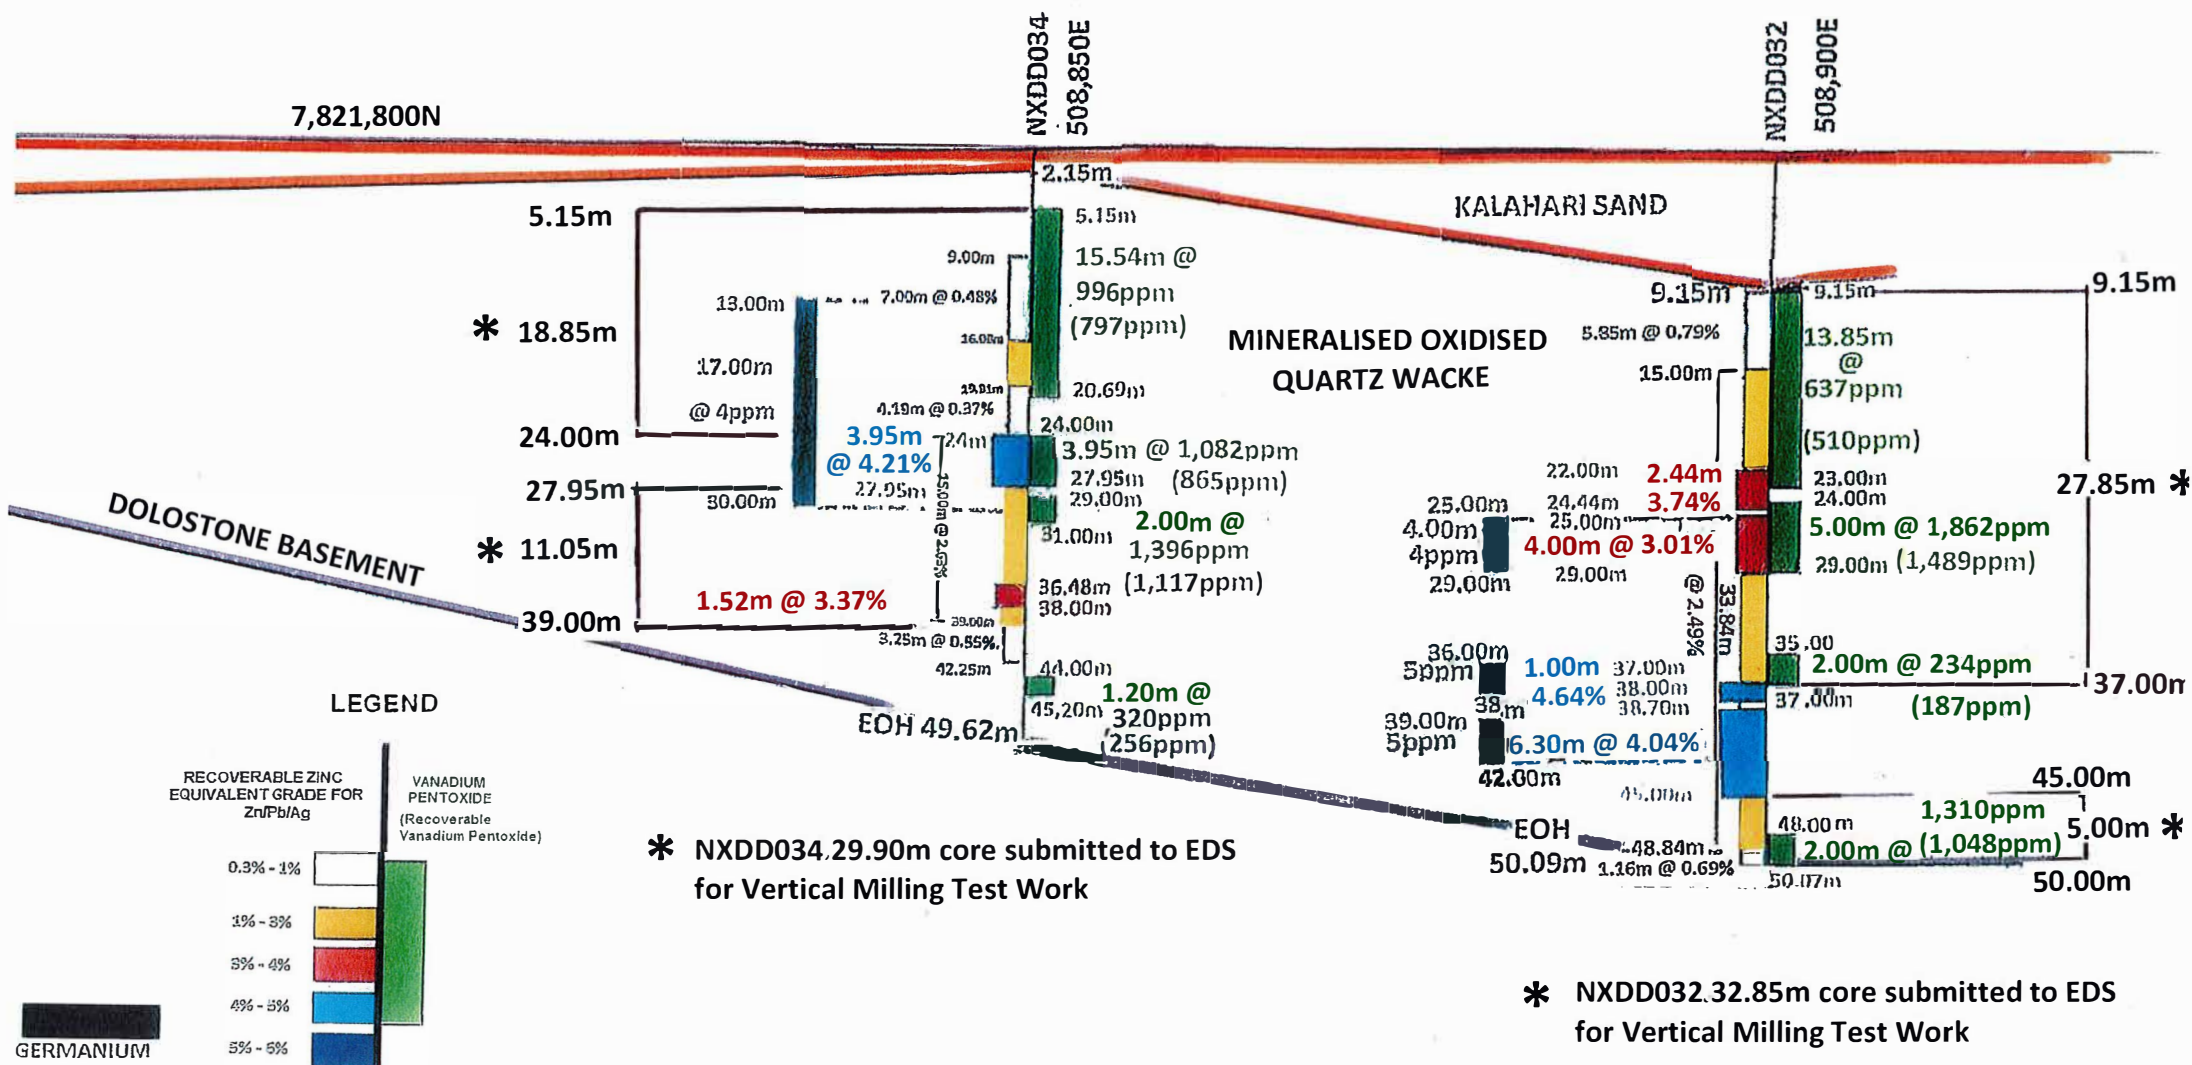 NXDD034
508,850E
NXDD032
508,900E
7,821,800N
2.15m
KALAHARI SAND
5.15m
5.15m
9.00m
15.54m @
996ppm
(797ppm)
13.00m
7.00m @ 0.48%
* 18.85m
16.00m
17.00m
@ 4ppm
19.81m
20.69m
4.19m @ 0.37%
24.00m
24.00m
24m
3.95m
@ 4.21%
3.95m @ 1,082ppm
27.95m (865ppm)
27.95m
27.95m
30.00m
29.00m
15.00m @ 2.69%
2.00m @
1,396ppm
(1,117ppm)
31.00m
DOLOSTONE BASEMENT
* 11.05m
36.48m
38.00m
1.52m @ 3.37%
39.00m
39.00m
3.25m @ 0.55%
42.25m
44.00m
1.20m @
320ppm
(256ppm)
45,20m
EOH 49.62m
MINERALISED OXIDISED
QUARTZ WACKE
9.15m
9.15m
9.15m
5.85m @ 0.79%
13.85m
@
637ppm
(510ppm)
15.00m
22.00m
2.44m
3.74%
24.44m
23.00m
24.00m
27.85m *
25.00m
4.00m
4ppm
29.00m
25.00m
4.00m @ 3.01%
29.00m
5.00m @ 1,862ppm
29.00m (1,489ppm)
33.84m
@ 2.49%
35.00
2.00m @ 234ppm
(187ppm)
37.00m
37.00m
36.00m
5ppm
38.m
1.00m
4.64%
37.00m
38.00m
38.70m
39.00m
5ppm
42.00m
6.30m @ 4.04%
45.00m
45.00m
1,310ppm
48.00m
2.00m @ (1,048ppm)
5.00m *
EOH
50.09m
48.84m
1.16m @ 0.69%
50.07m
50.00m
LEGEND
RECOVERABLE ZINC
EQUIVALENT GRADE FOR
Zn/Pb/Ag
VANADIUM
PENTOXIDE
(Recoverable
Vanadium Pentoxide)
0.3% - 1%
1% - 3%
3% - 4%
4% - 5%
5% - 6%
GERMANIUM
* NXDD034.29.90m core submitted to EDS
for Vertical Milling Test Work
* NXDD032.32.85m core submitted to EDS
for Vertical Milling Test Work